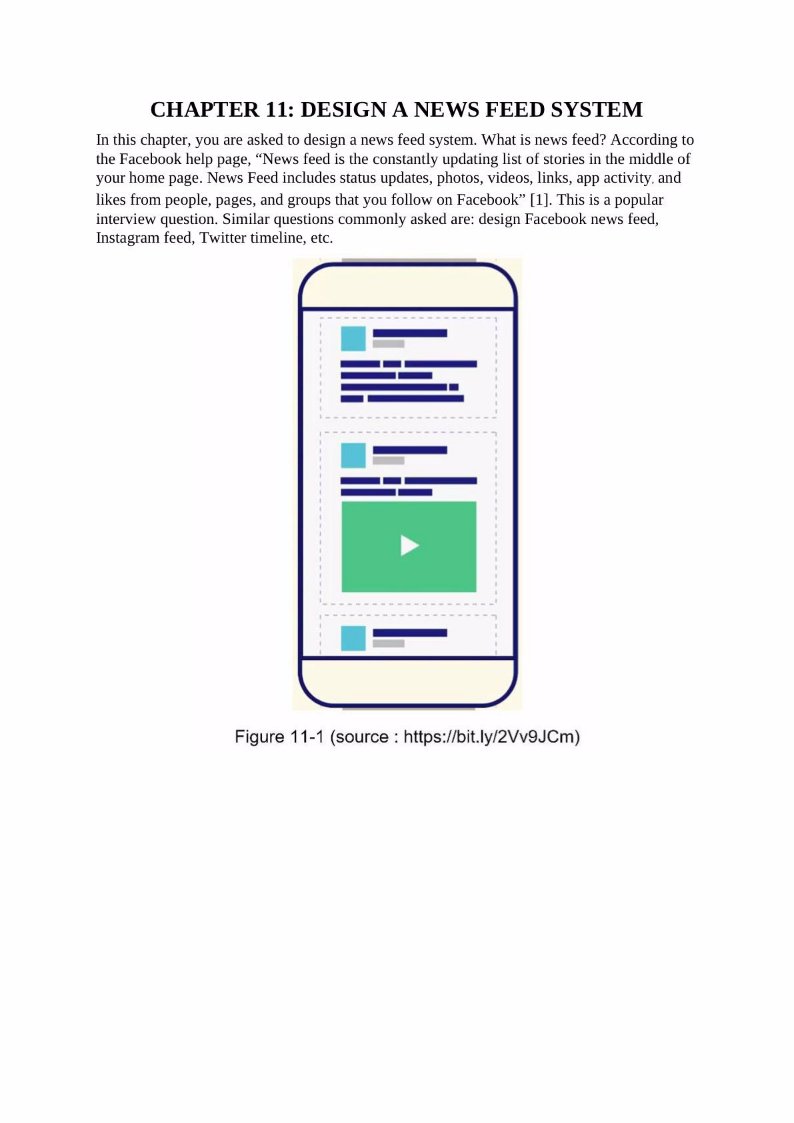 CHAPTER 11: DESIGN A NEWS FEED SYSTEM
In this chapter, you are asked to design a news feed system. What is news feed? According to
the Facebook help page, “News feed is the constantly updating list of stories in the middle of
your home page. News Feed includes status updates, photos, videos, links, app activity, and
likes from people, pages, and groups that you follow on Facebook” [1]. This is a popular
interview question. Similar questions commonly asked are: design Facebook news feed,
Instagram feed, Twitter timeline, etc.
Figure 11-1 (source : https://bit.ly/2Vv9JCm)